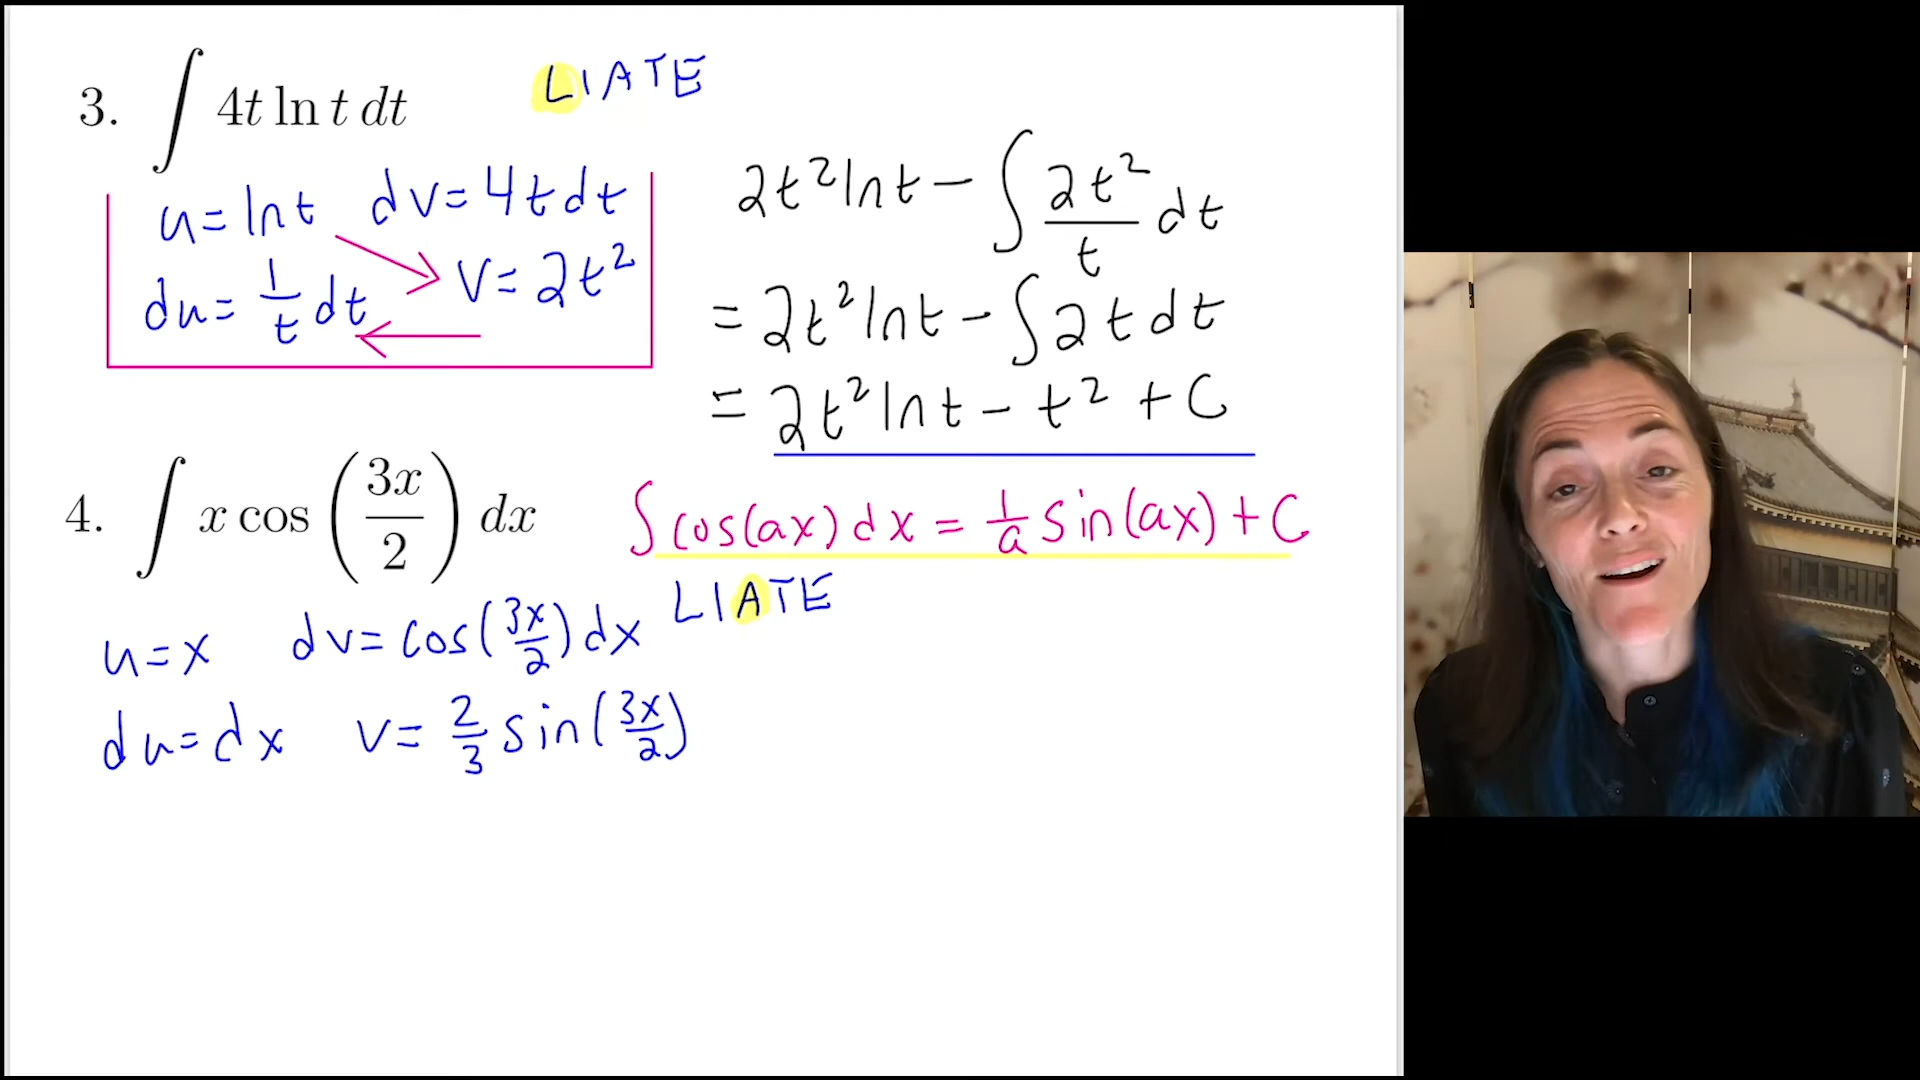 3. ∫ 4t ln t dt
LIATE
u = ln t dv = 4t dt
du = 1/t dt v = 2t²
2t² ln t − ∫ 2t²/t dt
= 2t² ln t − ∫ 2t dt
= 2t² ln t − t² + C
4. ∫ x cos (3x/2) dx
∫ cos(ax) dx = 1/a sin(ax) + C
LIATE
u = x dv = cos(3x/2) dx
du = dx v = 2/3 sin(3x/2)